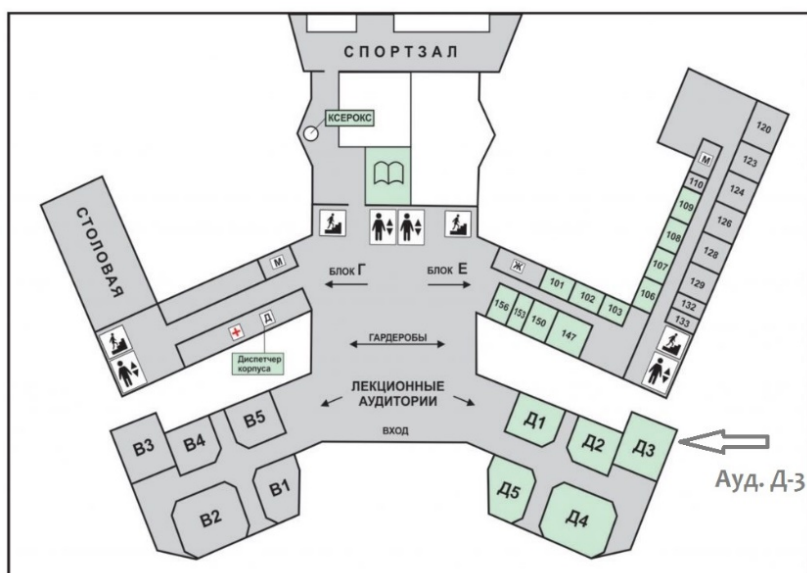 СПОРТЗАЛ
КСЕРОКС
120
123
124
126
128
129
132
133
М
110
109
108
107
106
СТОЛОВАЯ
М
БЛОК Г
БЛОК Е
Ж
101
102
103
156
153
150
147
Д
Диспетчер
корпуса
ГАРДЕРОБЫ
ЛЕКЦИОННЫЕ
АУДИТОРИИ
ВХОД
В3
В4
В5
В2
В1
Д1
Д2
Д3
Д5
Д4
Ауд. Д-3